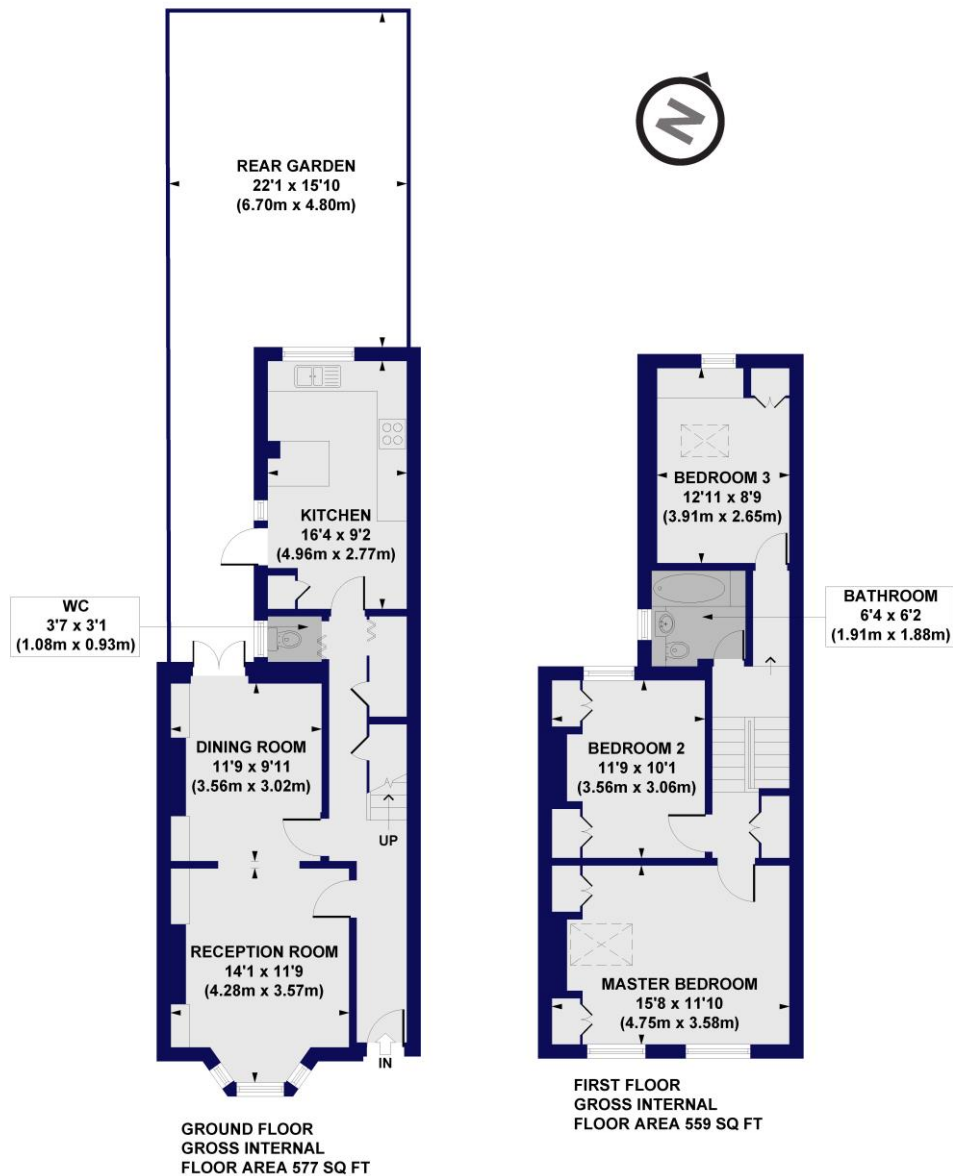 N
REAR GARDEN
22'1 x 15'10
(6.70m x 4.80m)
KITCHEN
16'4 x 9'2
(4.96m x 2.77m)
WC
3'7 x 3'1
(1.08m x 0.93m)
DINING ROOM
11'9 x 9'11
(3.56m x 3.02m)
UP
RECEPTION ROOM
14'1 x 11'9
(4.28m x 3.57m)
IN
GROUND FLOOR
GROSS INTERNAL
FLOOR AREA 577 SQ FT
BEDROOM 3
12'11 x 8'9
(3.91m x 2.65m)
BATHROOM
6'4 x 6'2
(1.91m x 1.88m)
BEDROOM 2
11'9 x 10'1
(3.56m x 3.06m)
MASTER BEDROOM
15'8 x 11'10
(4.75m x 3.58m)
FIRST FLOOR
GROSS INTERNAL
FLOOR AREA 559 SQ FT